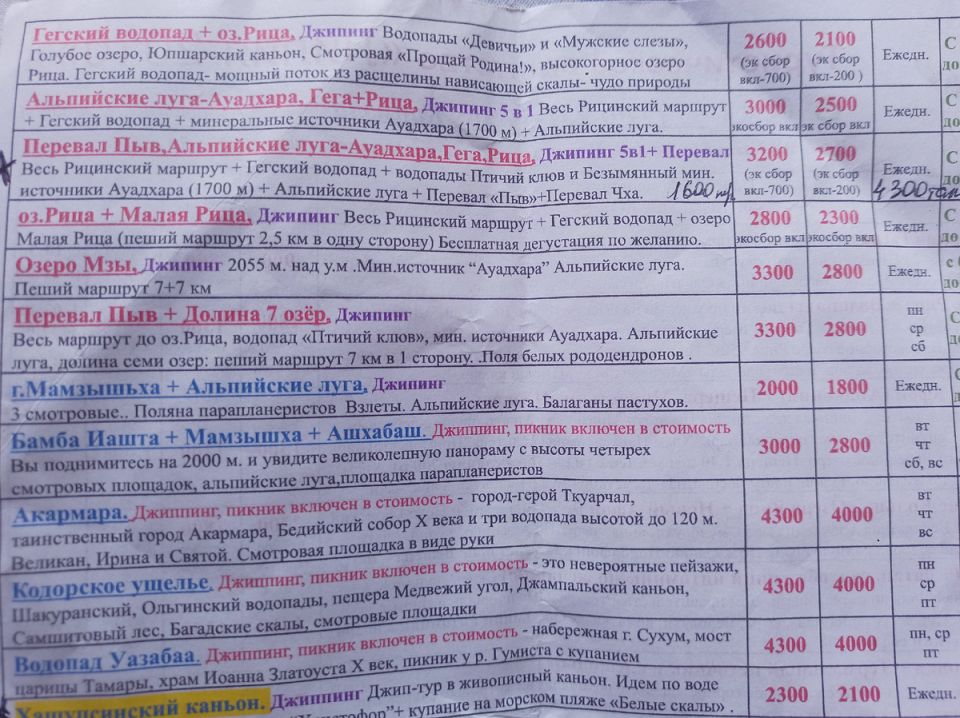 Гегский водопад + оз.Рица, Джипинг Водопады «Девичьи» и «Мужские слезы», 2600 2100 Ежедн. С
Голубое озеро, Юпшарский каньон, Смотровая «Прощай Родина!», высокогорное озеро (эк сбор (эк сбор до
Рица. Гегский водопад- мощный поток из расщелины нависающей скалы- чудо природы вкл-700) вкл-200 )
Альпийские луга-Ауадхара, Гега+Рица, Джипинг 5 в 1 Весь Рицинский маршрут 3000 2500 Ежедн. С
+ Гегский водопад + минеральные источники Ауадхара (1700 м) + Альпийские луга. экосбор вкл эк сбор вкл до
Перевал Пыв,Альпийские луга-Ауадхара,Гега,Рица, Джипинг 5в1+ Перевал 3200 2700 Ежедн. С
Весь Рицинский маршрут + Гегский водопад + водопады Птичий клюв и Безымянный мин. (эк сбор (эк сбор до
источники Ауадхара (1700 м) + Альпийские луга + Перевал «Пыв»+Перевал Чха. 1600 вкл-700) вкл-200) 4300
оз.Рица + Малая Рица, Джипинг Весь Рицинский маршрут + Гегский водопад + озеро 2800 2300 Ежедн. С
Малая Рица (пеший маршрут 2,5 км в одну сторону) Бесплатная дегустация по желанию. экосбор вкл экосбор вкл до
Озеро Мзы, Джипинг 2055 м. над у.м .Мин.источник “Ауадхара” Альпийские луга. 3300 2800 Ежедн. с
Пеший маршрут 7+7 км до
Перевал Пыв + Долина 7 озёр, Джипинг 3300 2800 пн С
Весь маршрут до оз.Рица, водопад «Птичий клюв», мин. источники Ауадхара. Альпийские ср до
луга, долина семи озер: пеший маршрут 7 км в 1 сторону. .Поля белых рододендронов . сб
г.Мамзышьха + Альпийские луга, Джипинг 2000 1800 Ежедн. С
3 смотровые.. Поляна парапланеристов Взлеты. Альпийские луга. Балаганы пастухов. до
Бамба Иашта + Мамзышха + Ашхабаш. Джиппинг, пикник включен в стоимость 3000 2800 вт
Вы поднимитесь на 2000 м. и увидите великолепную панораму с высоты четырех чт
смотровых площадок, альпийские луга,площадка парапланеристов сб, вс
Акармара. Джиппинг, пикник включен в стоимость - город-герой Ткуарчал, 4300 4000 вт
таинственный город Акармара, Бедийский собор X века и три водопада высотой до 120 м. чт
Великан, Ирина и Святой. Смотровая площадка в виде руки вс
Кодорское ущелье. Джиппинг, пикник включен в стоимость - это невероятные пейзажи, 4300 4000 пн
Шакуранский, Ольгинский водопады, пещера Медвежий угол, Джампальский каньон, ср
Самшитовый лес, Багадские скалы, смотровые площадки пт
Водопад Уазабаа. Джиппинг, пикник включен в стоимость - набережная г. Сухум, мост 4300 4000 пн, ср
царицы Тамары, храм Иоанна Златоуста X век, пикник у р. Гумиста с купанием пт
Хашупсинский каньон. Джиппинг Джип-тур в живописный каньон. Идем по воде 2300 2100 Ежедн.
+ купание на морском пляже «Белые скалы» .